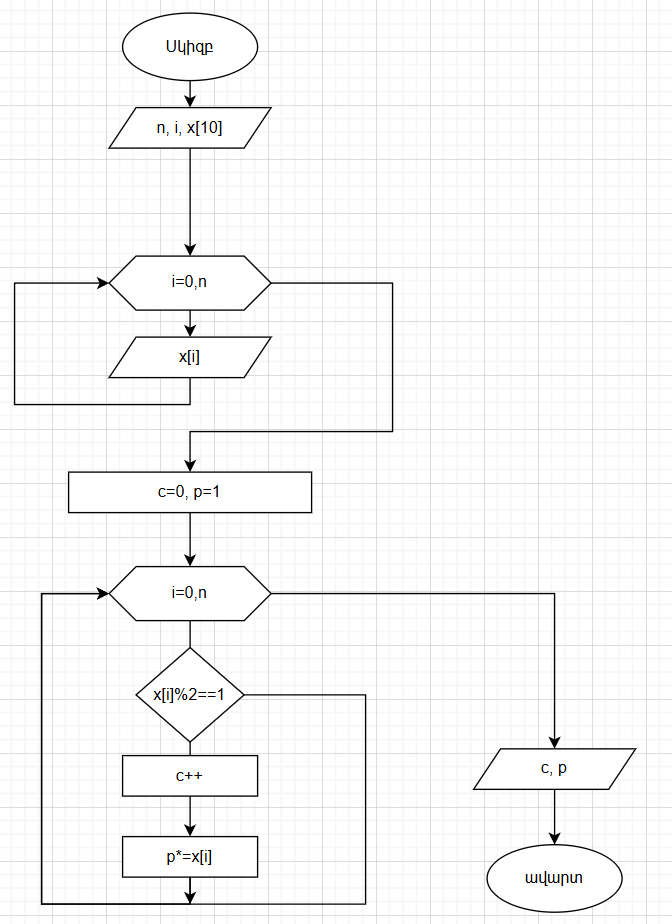 Սկիզբ
n, i, x[10]
i=0,n
x[i]
c=0, p=1
i=0,n
x[i]%2==1
c++
p*=x[i]
c, p
ավարտ